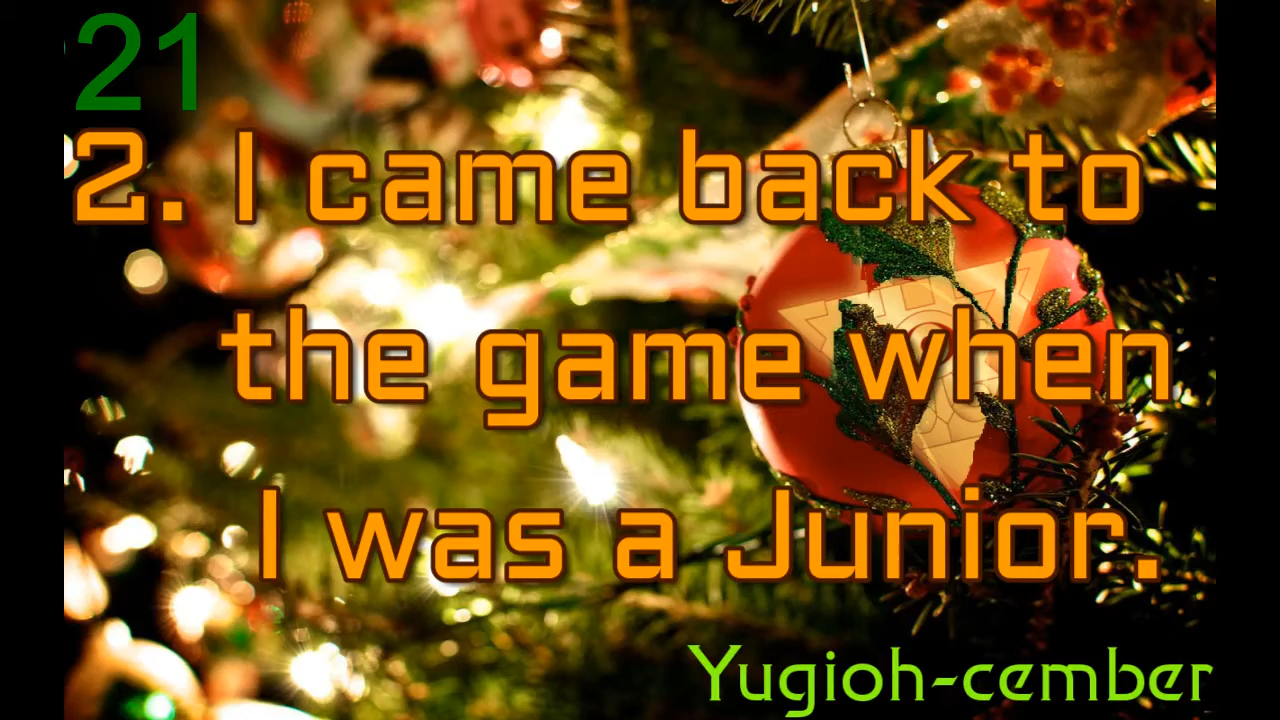 21
2. I came back to
the game when
I was a Junior.
Yugioh-cember